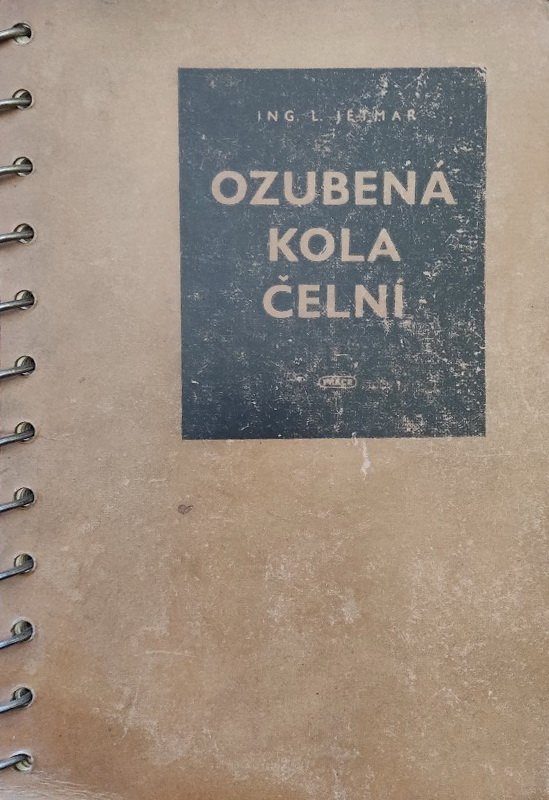 ING. L. JETMAR
OZUBENÁ
KOLA
ČELNÍ
PRÁCE